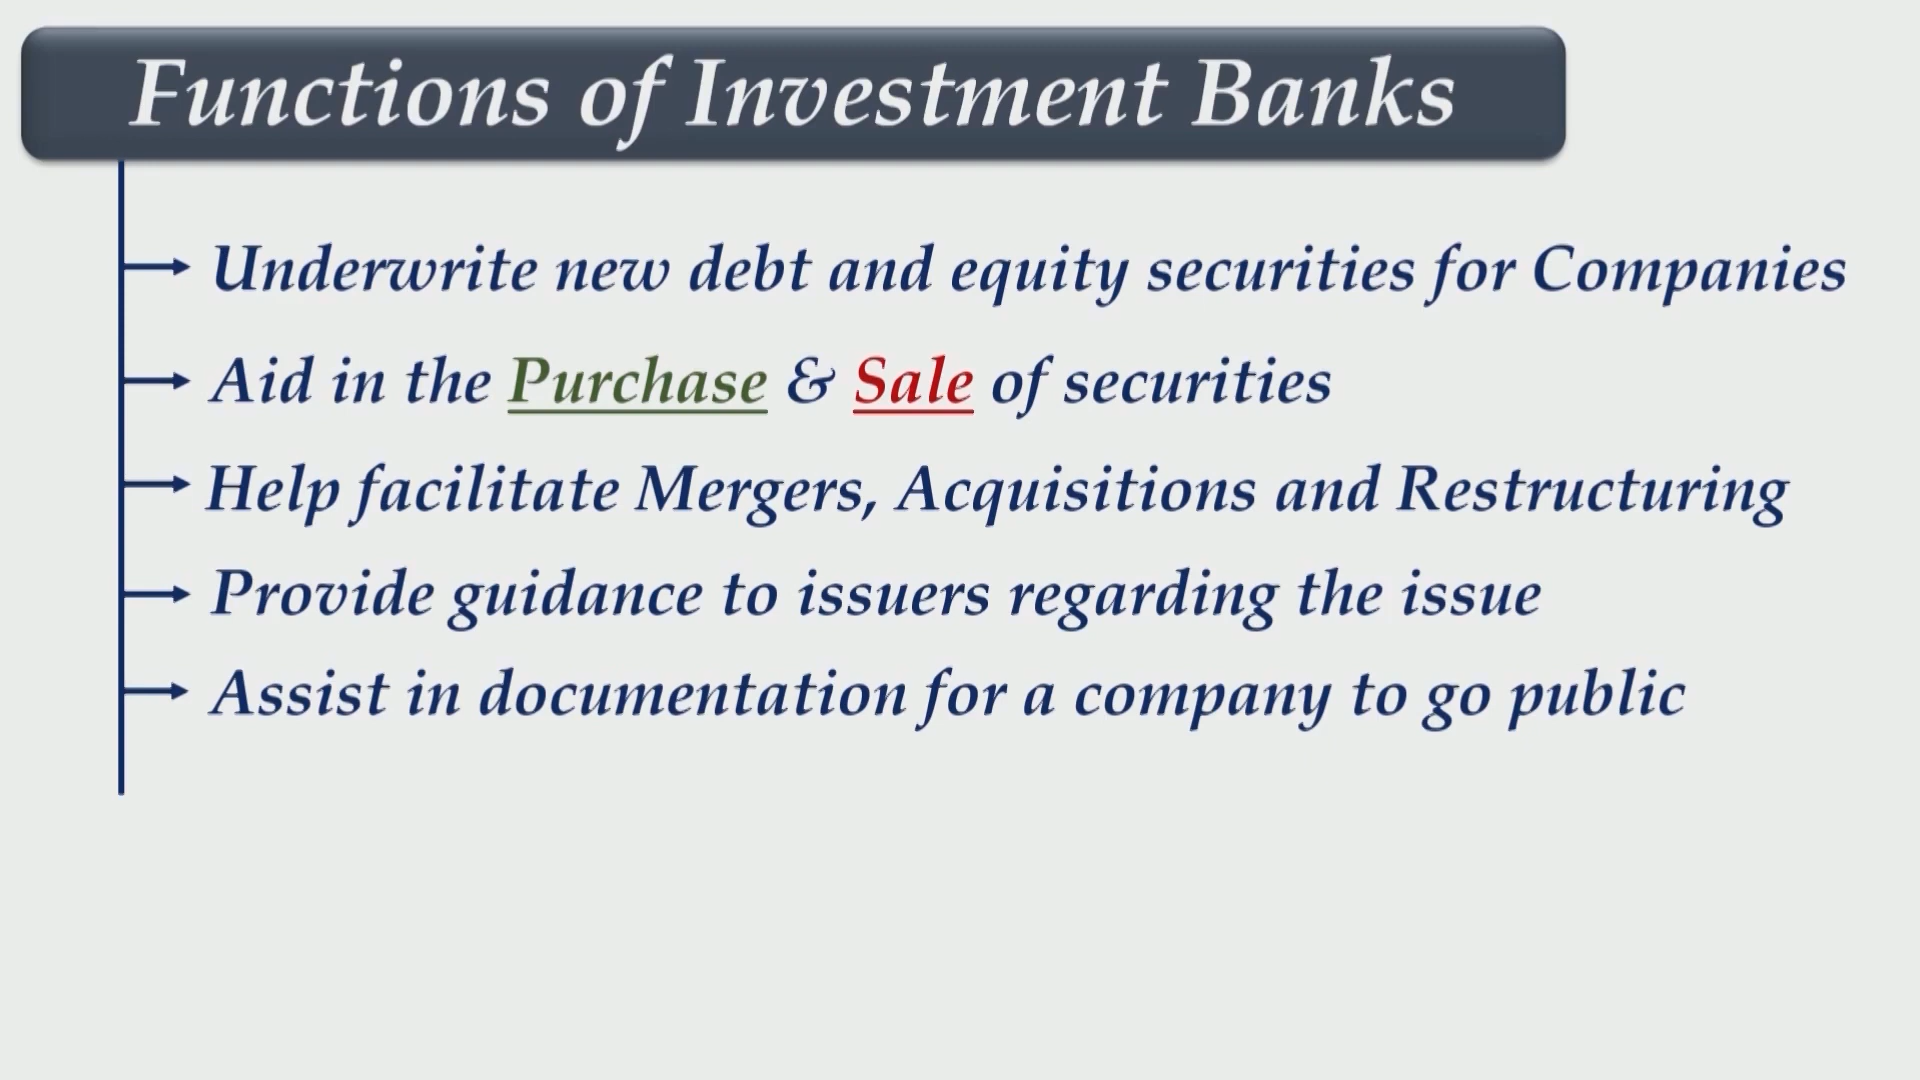 Functions of Investment Banks
Underwrite new debt and equity securities for Companies
Aid in the Purchase & Sale of securities
Help facilitate Mergers, Acquisitions and Restructuring
Provide guidance to issuers regarding the issue
Assist in documentation for a company to go public